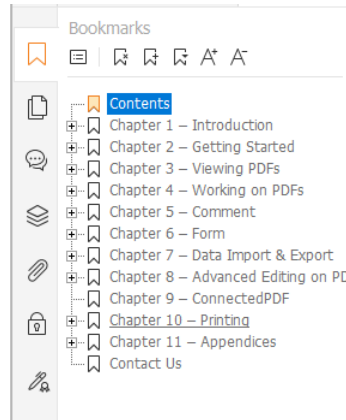 Bookmarks
A+ A-
Contents
Chapter 1 – Introduction
Chapter 2 – Getting Started
Chapter 3 – Viewing PDFs
Chapter 4 – Working on PDFs
Chapter 5 – Comment
Chapter 6 – Form
Chapter 7 – Data Import & Export
Chapter 8 – Advanced Editing on PD
Chapter 9 – ConnectedPDF
Chapter 10 – Printing
Chapter 11 – Appendices
Contact Us